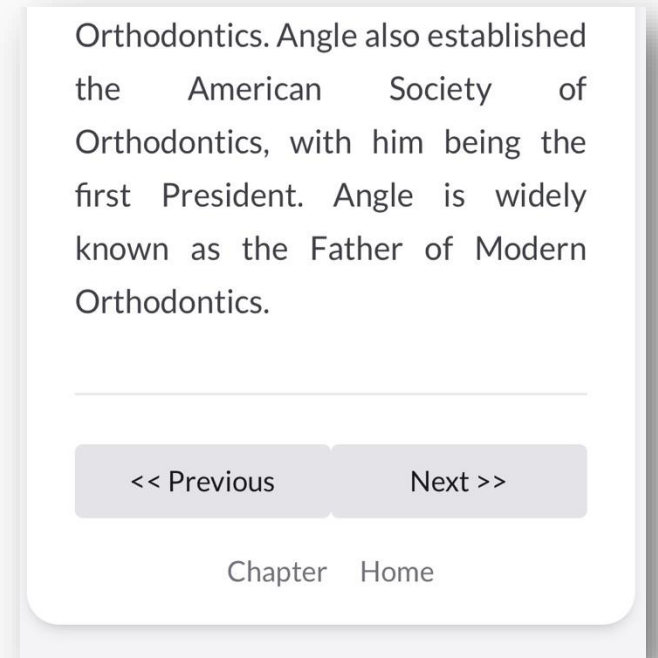 Orthodontics. Angle also established
the American Society of
Orthodontics, with him being the
first President. Angle is widely
known as the Father of Modern
Orthodontics.
<< Previous
Next >>
Chapter Home